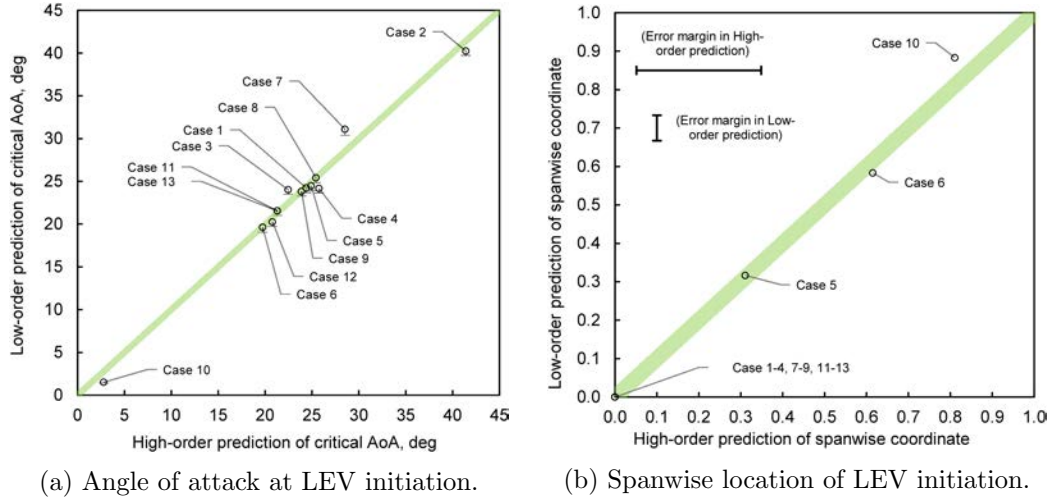 Low-order prediction of critical AoA, deg
45
40
35
30
25
20
15
10
5
0
Case 2
Case 7
Case 8
Case 1
Case 3
Case 11
Case 13
Case 4
Case 5
Case 9
Case 12
Case 6
Case 10
0 5 10 15 20 25 30 35 40 45
High-order prediction of critical AoA, deg
(a) Angle of attack at LEV initiation.
Low-order prediction of spanwise coordinate
1.0
0.9
0.8
0.7
0.6
0.5
0.4
0.3
0.2
0.1
0.0
(Error margin in High-
order prediction)
Case 10
(Error margin in Low-
order prediction)
Case 6
Case 5
Case 1-4, 7-9, 11-13
0.0 0.1 0.2 0.3 0.4 0.5 0.6 0.7 0.8 0.9 1.0
High-order prediction of spanwise coordinate
(b) Spanwise location of LEV initiation.